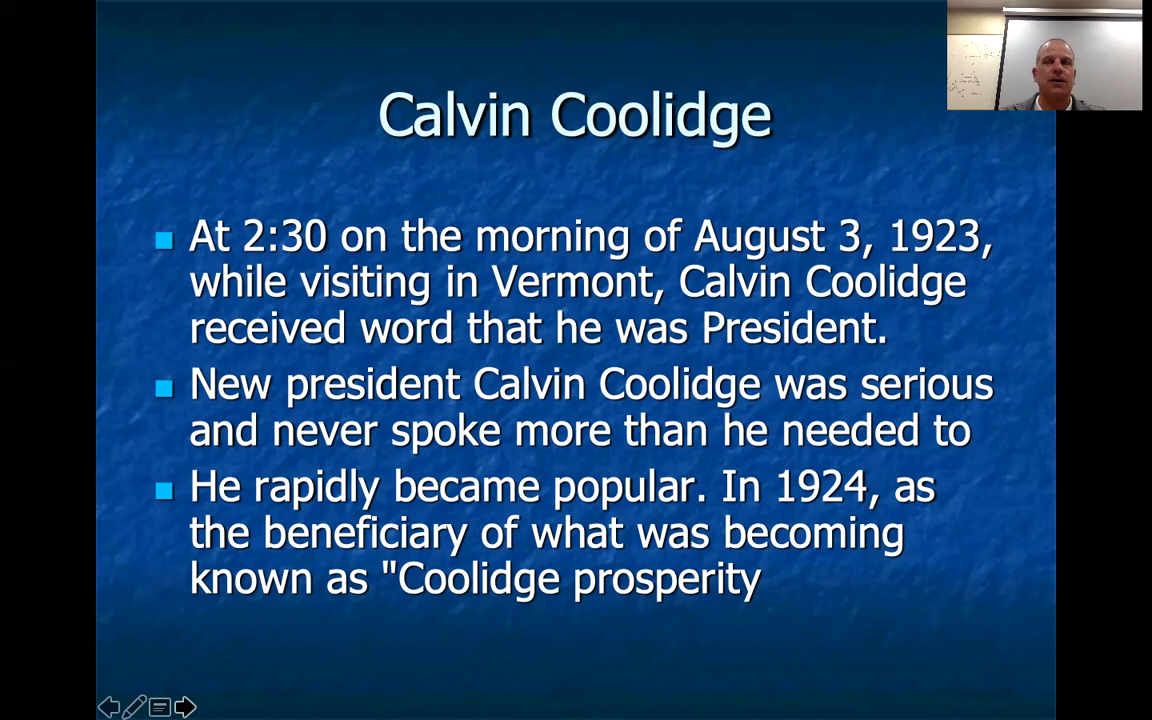 Calvin Coolidge
At 2:30 on the morning of August 3, 1923,
while visiting in Vermont, Calvin Coolidge
received word that he was President.
New president Calvin Coolidge was serious
and never spoke more than he needed to
He rapidly became popular. In 1924, as
the beneficiary of what was becoming
known as "Coolidge prosperity